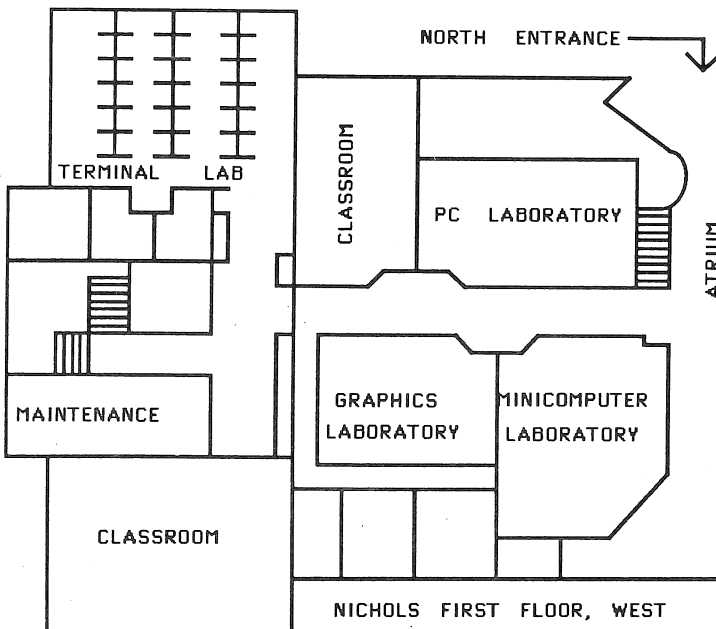 NORTH ENTRANCE
TERMINAL LAB
CLASSROOM
PC LABORATORY
ATRIUM
MAINTENANCE
GRAPHICS
LABORATORY
MINICOMPUTER
LABORATORY
CLASSROOM
NICHOLS FIRST FLOOR, WEST